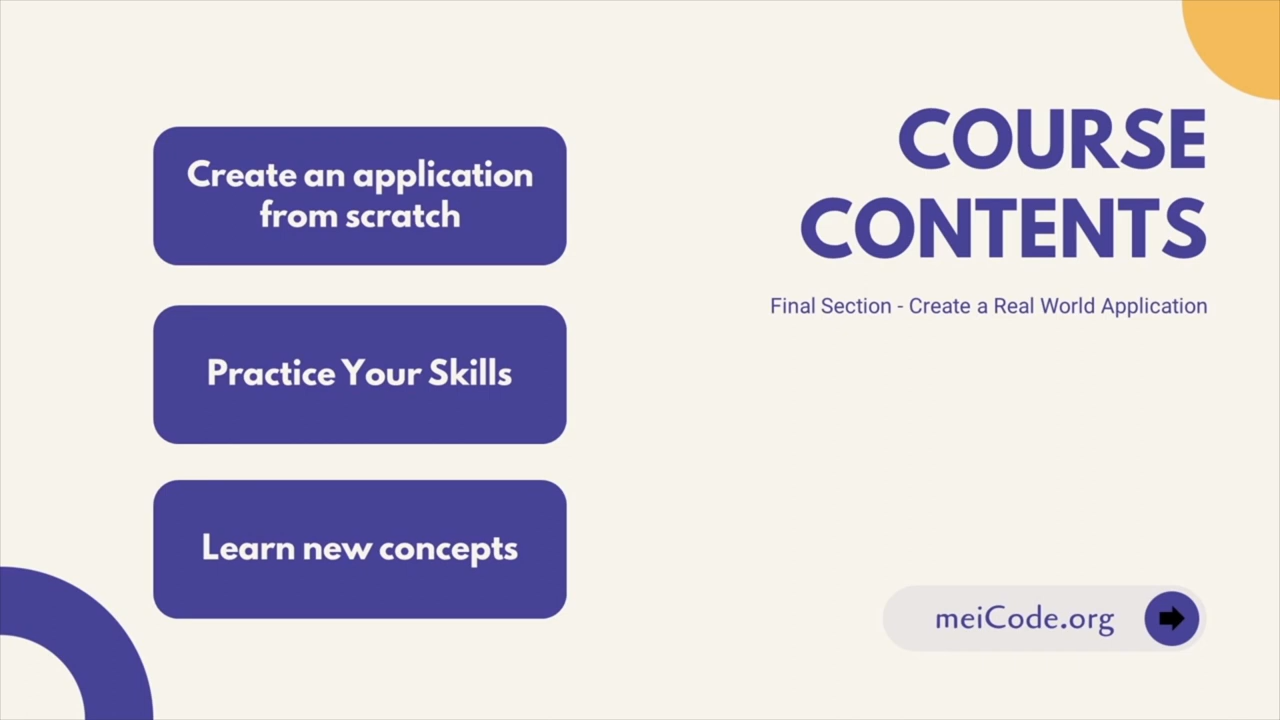 COURSE
CONTENTS
Final Section - Create a Real World Application
Create an application
from scratch
Practice Your Skills
Learn new concepts
meiCode.org